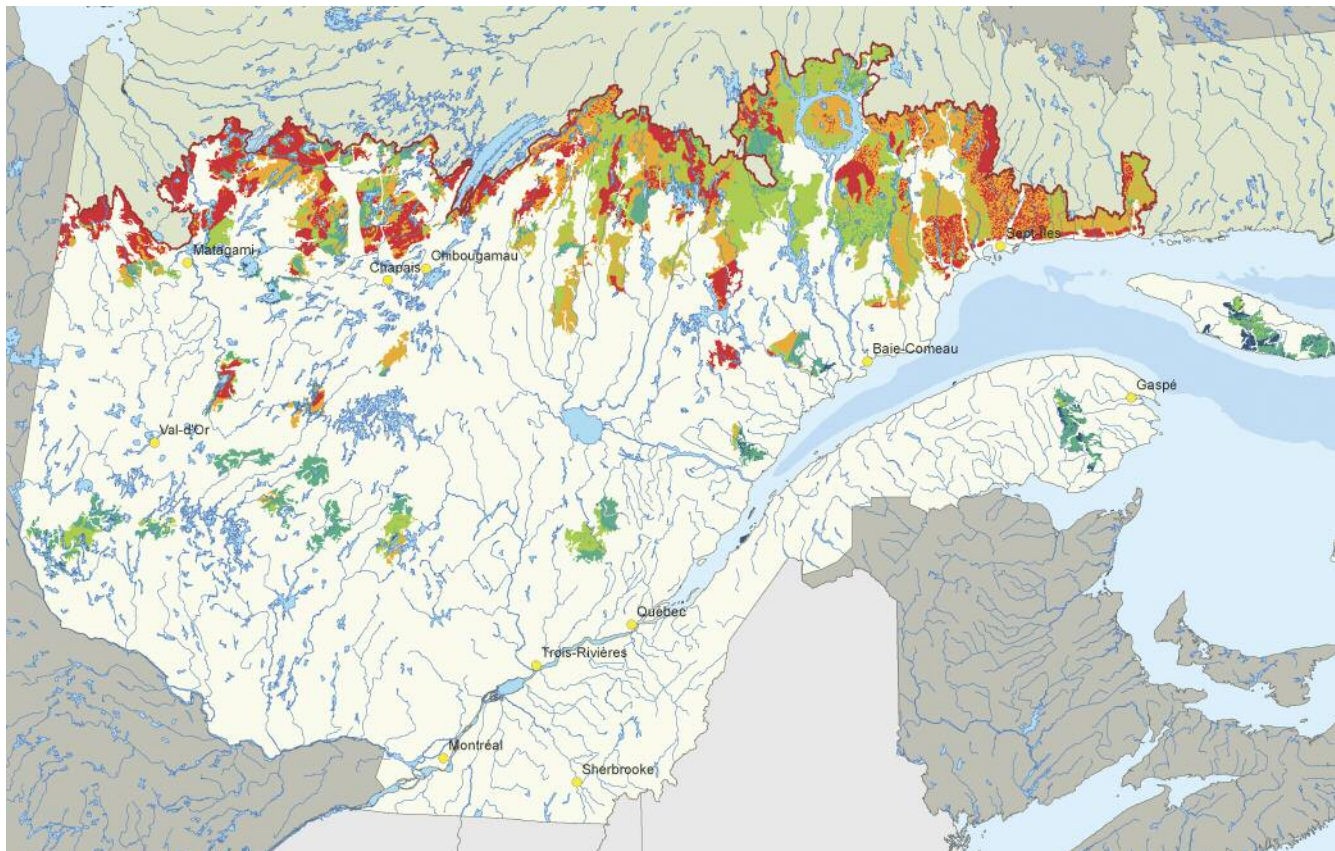 Sept-Îles
Matagami
Chibougamau
Chapais
Baie-Comeau
Gaspé
Val-d'Or
Québec
Trois-Rivières
Montréal
Sherbrooke